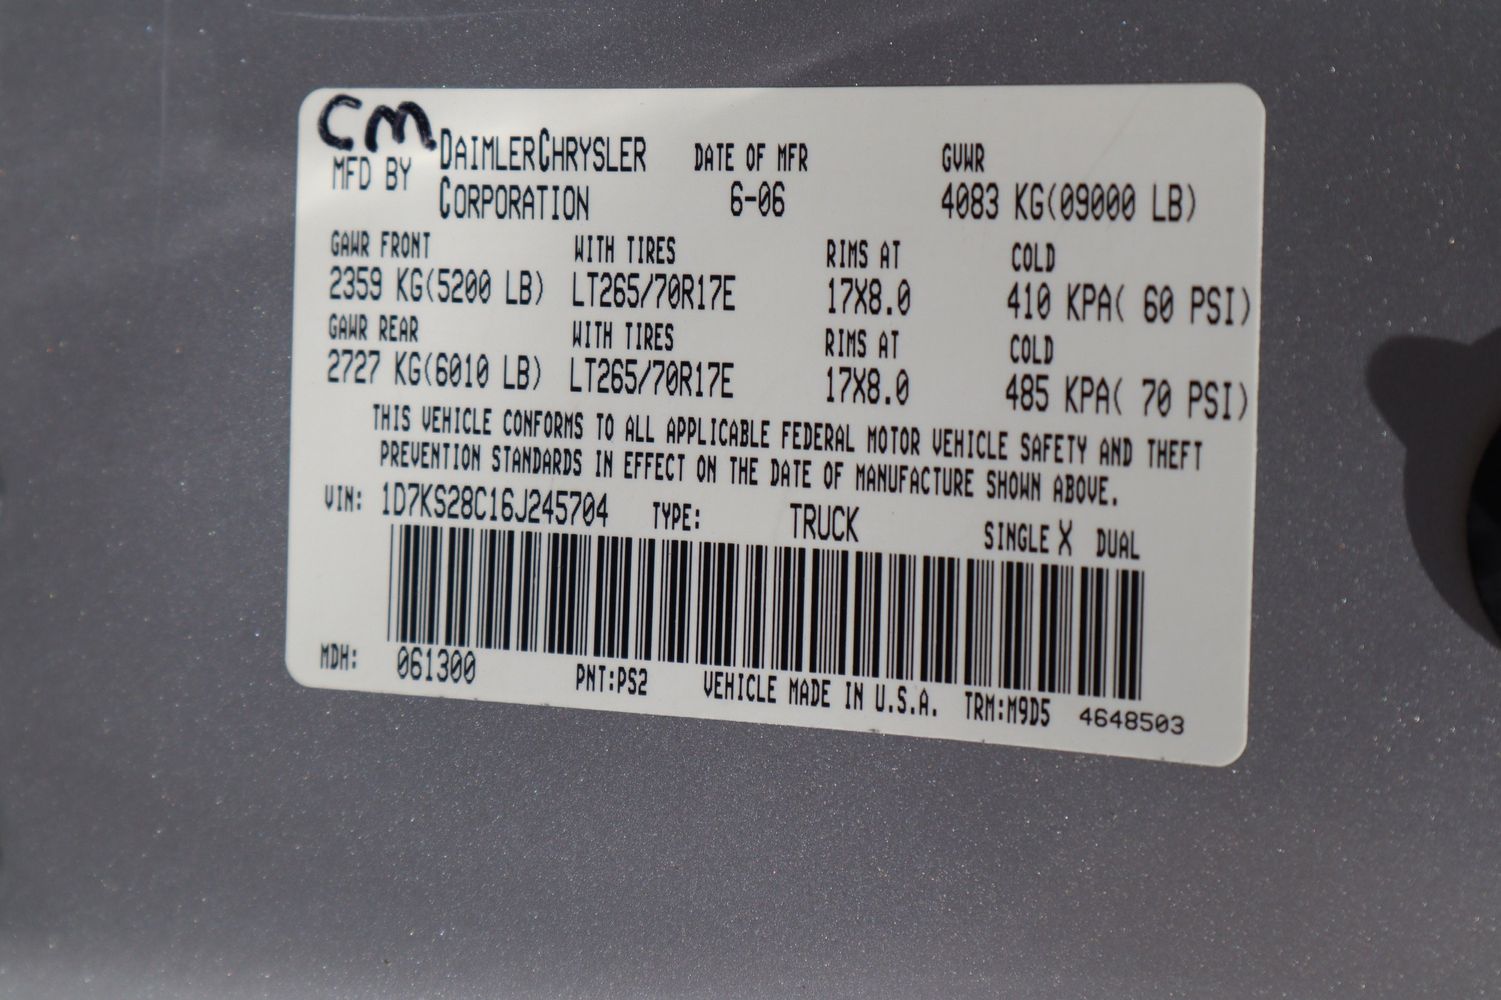 CM
MFD BY DAIMLERCHRYSLER CORPORATION DATE OF MFR 6-06 GVWR 4083 KG(09000 LB)
GAWR FRONT WITH TIRES RIMS AT COLD
2359 KG(5200 LB) LT265/70R17E 17X8.0 410 KPA( 60 PSI)
GAWR REAR WITH TIRES RIMS AT COLD
2727 KG(6010 LB) LT265/70R17E 17X8.0 485 KPA( 70 PSI)
THIS VEHICLE CONFORMS TO ALL APPLICABLE FEDERAL MOTOR VEHICLE SAFETY AND THEFT
PREVENTION STANDARDS IN EFFECT ON THE DATE OF MANUFACTURE SHOWN ABOVE.
VIN: 1D7KS28C16J245704 TYPE: TRUCK SINGLE X DUAL
MDH: 061300 PNT:PS2 VEHICLE MADE IN U.S.A. TRM:M9D5 4648503